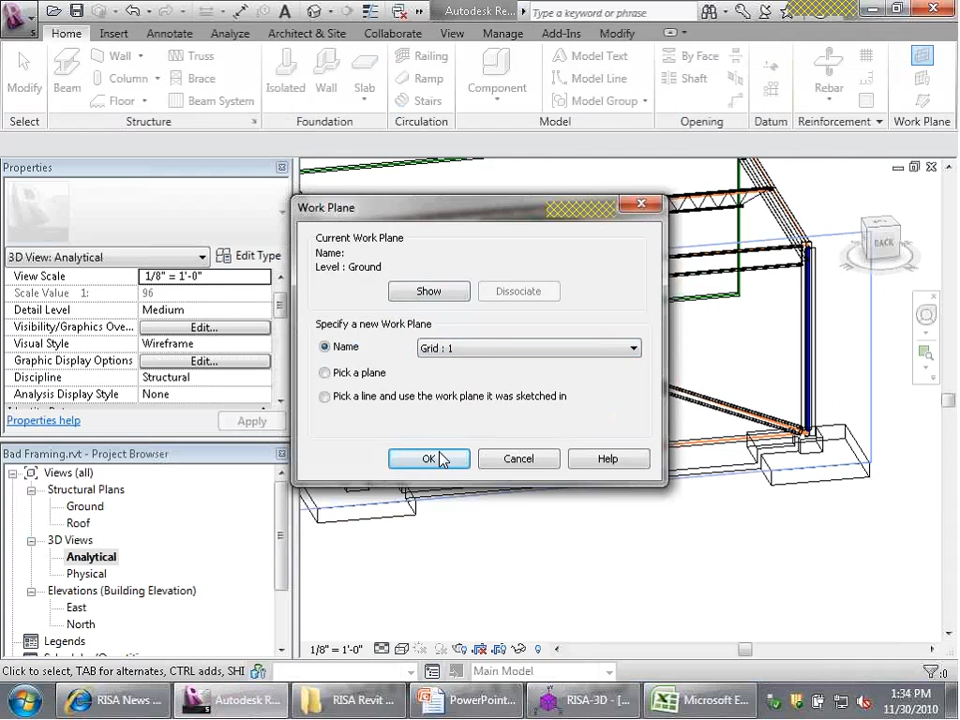 Autodesk Re...
Type a keyword or phrase
Home Insert Annotate Analyze Architect & Site Collaborate View Manage Add-Ins Modify
Modify Beam Wall Truss Isolated Wall Slab Railing Component Model Text By Face Rebar
Column Brace Ramp Model Line Shaft
Floor Beam System Stairs Model Group
Select Structure Foundation Circulation Model Opening Datum Reinforcement Work Plane
Properties
3D View: Analytical Edit Type
View Scale 1/8" = 1'-0"
Scale Value 1: 96
Detail Level Medium
Visibility/Graphics Ove... Edit...
Visual Style Wireframe
Graphic Display Options Edit...
Discipline Structural
Analysis Display Style None
Properties help Apply
Bad Framing.rvt - Project Browser
Views (all)
Structural Plans
Ground
Roof
3D Views
Analytical
Physical
Elevations (Building Elevation)
East
North
Legends
Work Plane
Current Work Plane
Name:
Level : Ground
Show Dissociate
Specify a new Work Plane
Name Grid : 1
Pick a plane
Pick a line and use the work plane it was sketched in
OK Cancel Help
BACK
1/8" = 1'-0"
Click to select, TAB for alternates, CTRL adds, SHI
Main Model
:0
RISA News ... Autodesk R... RISA Revit ... PowerPoint... RISA-3D - [... Microsoft E...
1:34 PM
11/30/2010